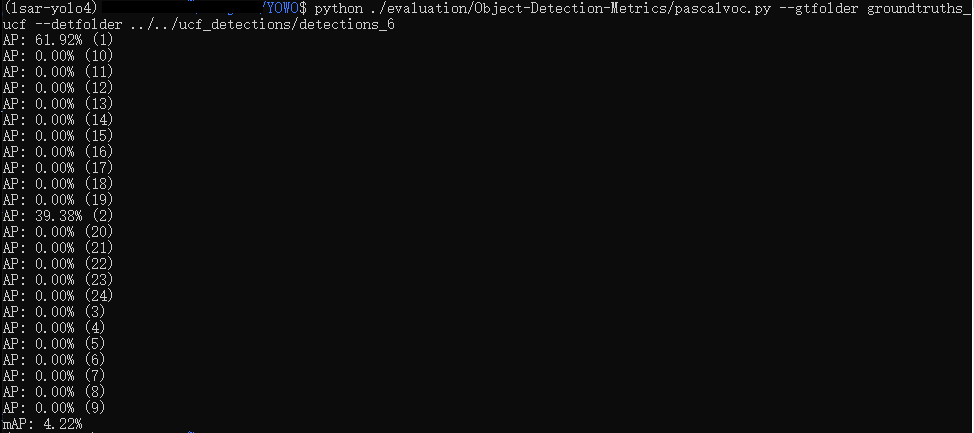 (lsar-yolo4) /YOWO$ python ./evaluation/Object-Detection-Metrics/pascalvoc.py --gtfolder groundtruths_
ucf --detfolder ../../ucf_detections/detections_6
AP: 61.92% (1)
AP: 0.00% (10)
AP: 0.00% (11)
AP: 0.00% (12)
AP: 0.00% (13)
AP: 0.00% (14)
AP: 0.00% (15)
AP: 0.00% (16)
AP: 0.00% (17)
AP: 0.00% (18)
AP: 0.00% (19)
AP: 39.38% (2)
AP: 0.00% (20)
AP: 0.00% (21)
AP: 0.00% (22)
AP: 0.00% (23)
AP: 0.00% (24)
AP: 0.00% (3)
AP: 0.00% (4)
AP: 0.00% (5)
AP: 0.00% (6)
AP: 0.00% (7)
AP: 0.00% (8)
AP: 0.00% (9)
mAP: 4.22%